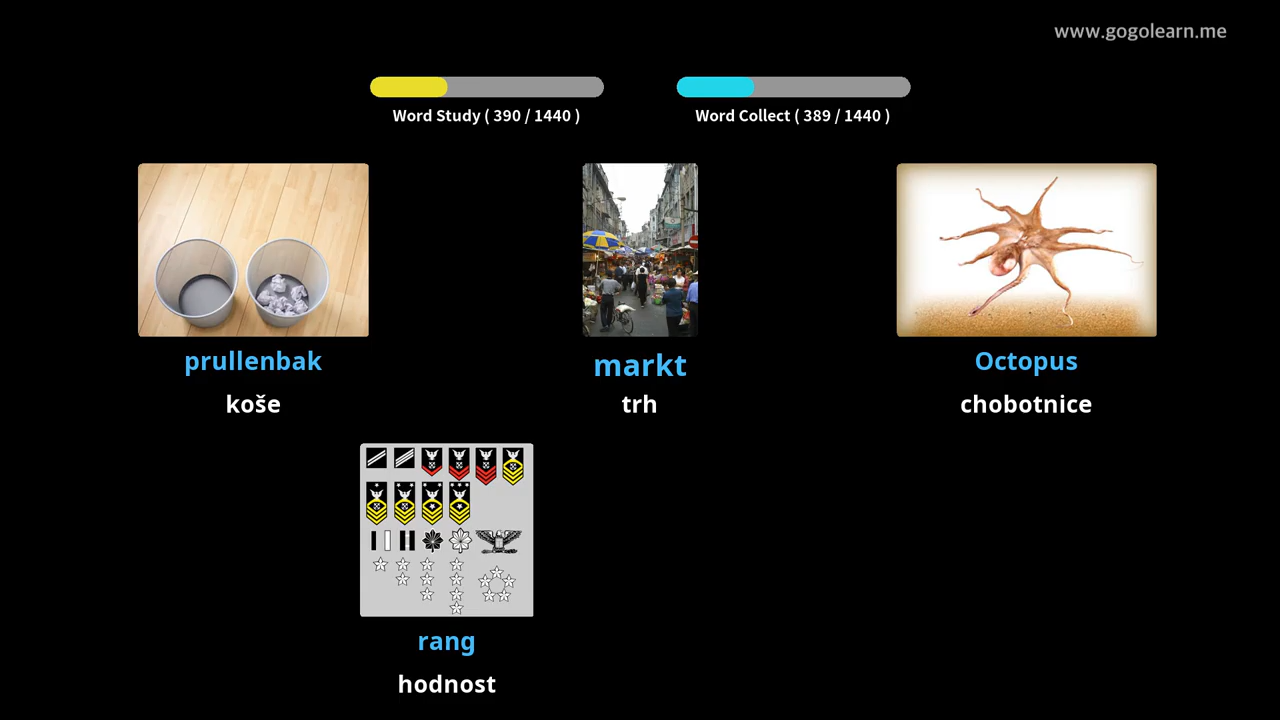 www.gogolearn.me
Word Study ( 390 / 1440 )
Word Collect ( 389 / 1440 )
prullenbak
markt
Octopus
koše
trh
chobotnice
rang
hodnost